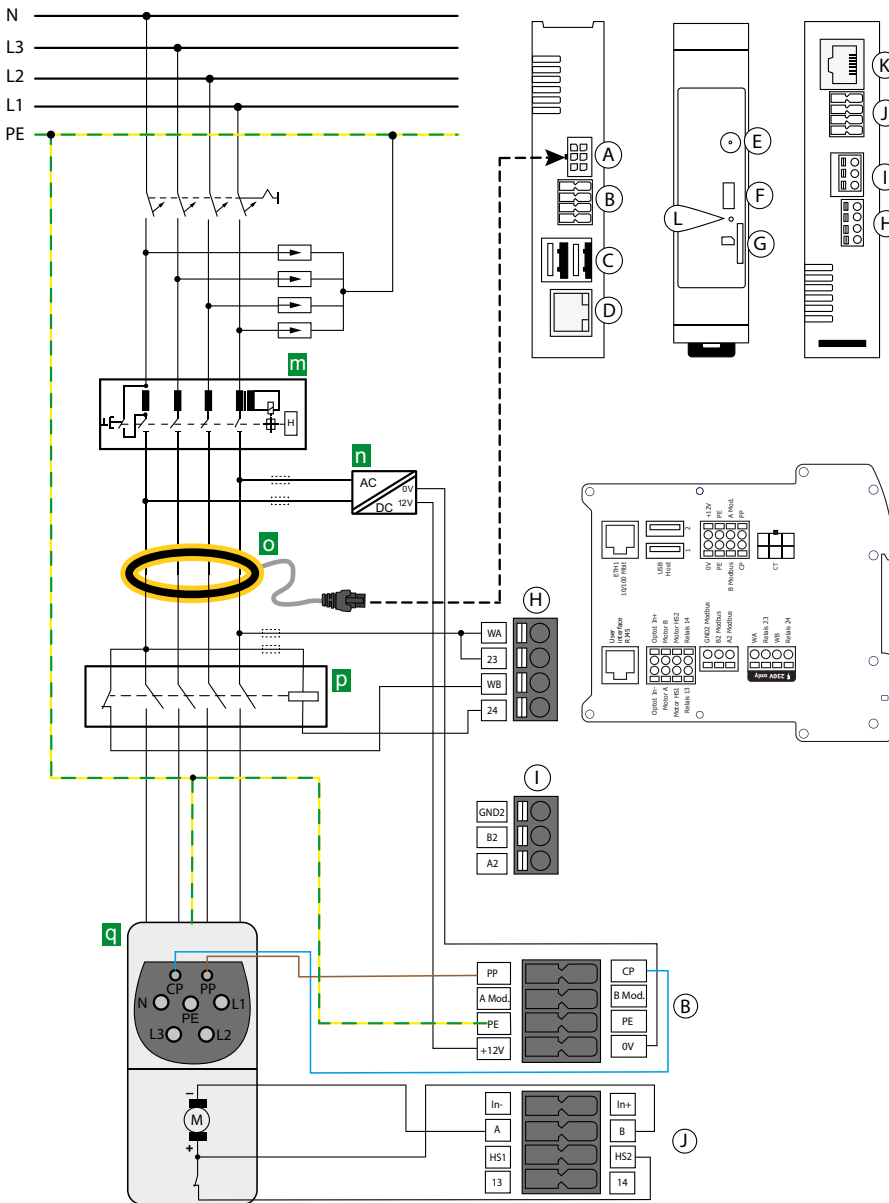 N
L3
L2
L1
PE
A
B
C
D
E
F
L
G
K
J
I
H
m
H
n
AC
DC
0V
12V
o
H
WA
23
WB
24
p
ETH1
10/100 Mbit
USB
Host
1
2
0V
PE
B Modbus
CP
+12V
PE
A Mod.
PP
CT
User
Interface
RJ45
Opto1 In-
Motor A
Motor HS1
Relais 13
Opto1 In+
Motor B
Motor HS2
Relais 14
GND2 Modbus
B2 Modbus
A2 Modbus
WA
Relais 23
WB
Relais 24
230V only
I
GND2
B2
A2
q
CP PP
N L1
PE
L3 L2
PP CP
A Mod. B Mod.
PE PE
+12V 0V
B
–
M
+
In- In+
A B
HS1 HS2
13 14
J